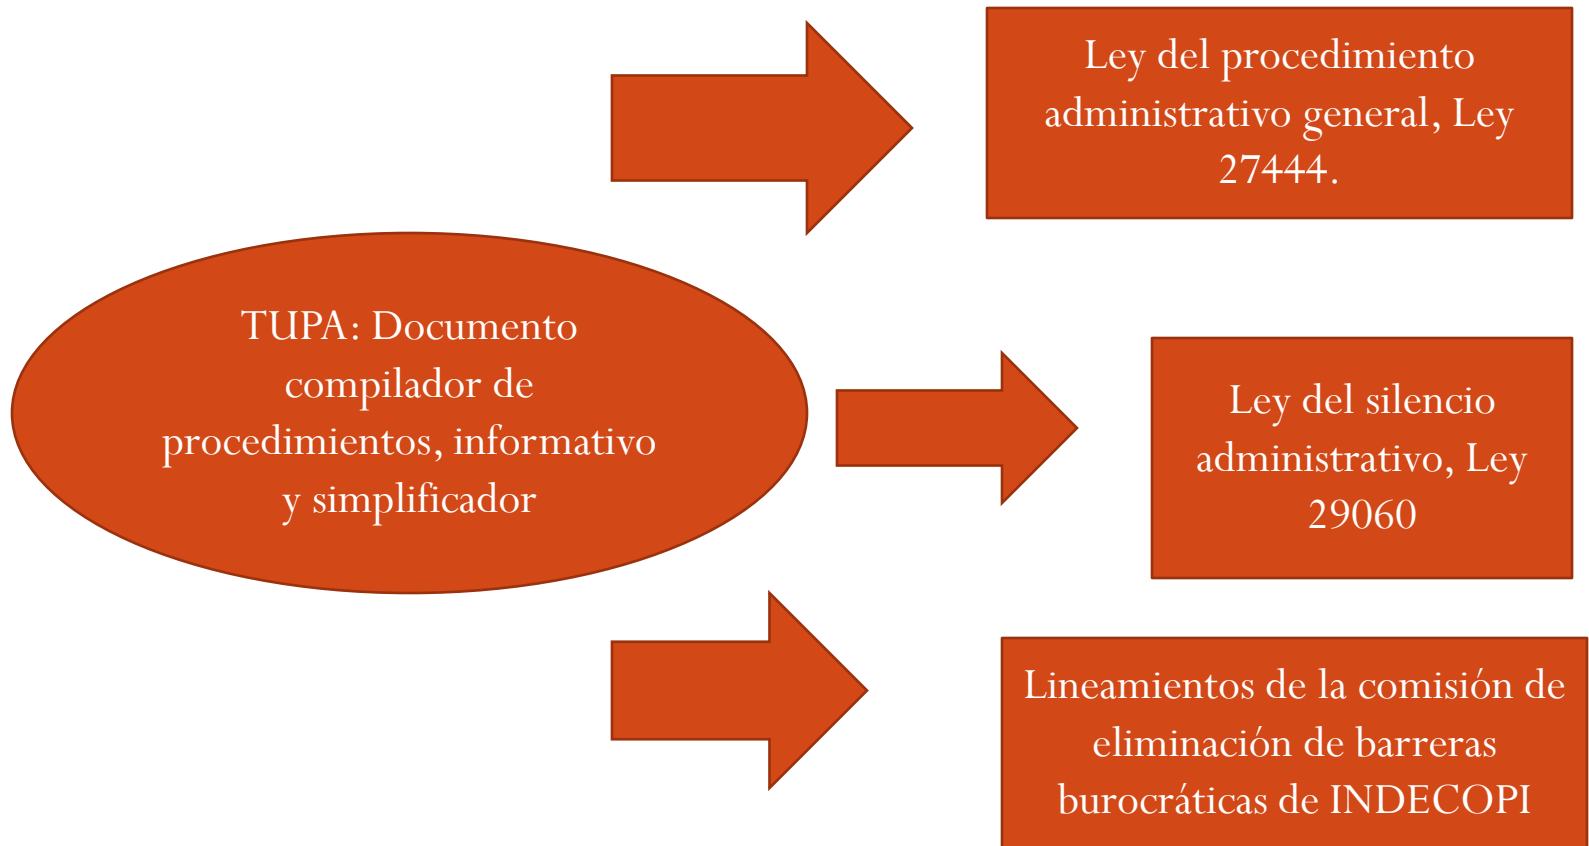 Ley del procedimiento
administrativo general, Ley
27444.
TUPA: Documento
compilador de
procedimientos, informativo
y simplificador
Ley del silencio
administrativo, Ley
29060
Lineamientos de la comisión de
eliminación de barreras
burocráticas de INDECOPI